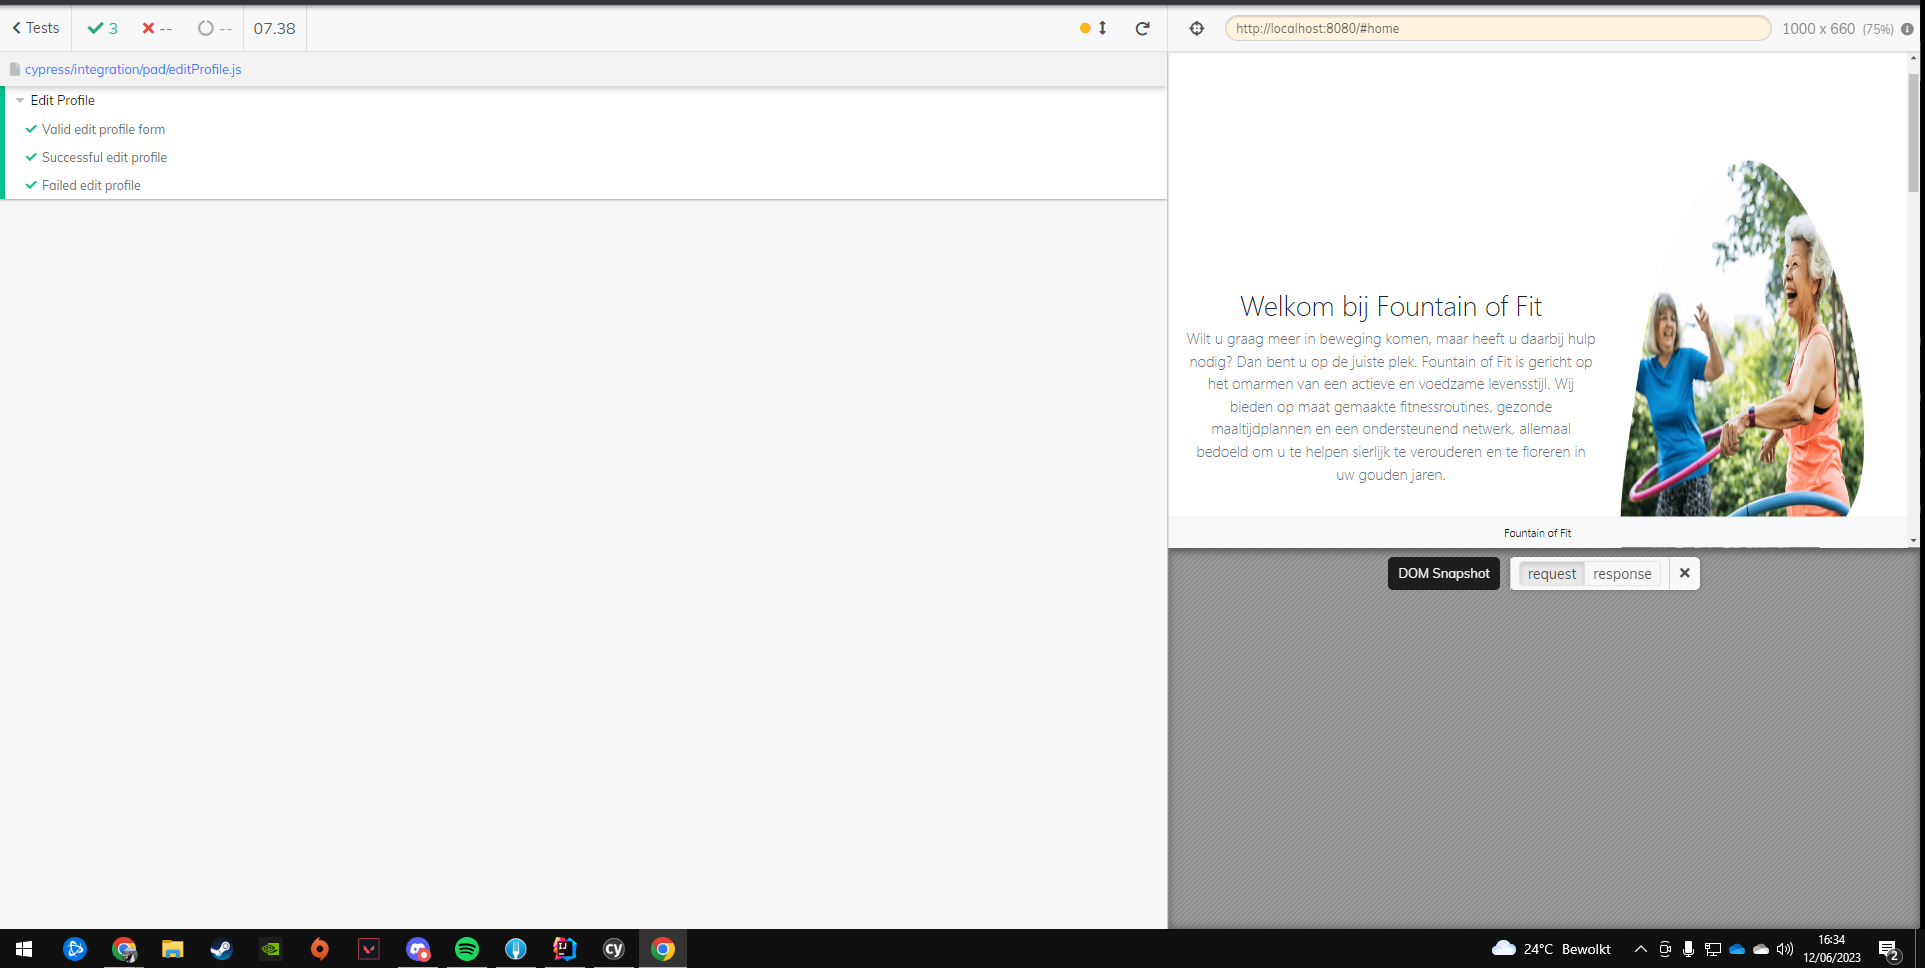 Tests
3
--
--
07.38
http://localhost:8080/#home
1000 x 660 (75%)
cypress/integration/pad/editProfile.js
Edit Profile
Valid edit profile form
Successful edit profile
Failed edit profile
Welkom bij Fountain of Fit
Wilt u graag meer in beweging komen, maar heeft u daarbij hulp
nodig? Dan bent u op de juiste plek. Fountain of Fit is gericht op
het omarmen van een actieve en voedzame levensstijl. Wij
bieden op maat gemaakte fitnessroutines, gezonde
maaltijdplannen en een ondersteunend netwerk, allemaal
bedoeld om u te helpen sierlijk te verouderen en te floreren in
uw gouden jaren.
Fountain of Fit
DOM Snapshot
request
response
IJ
cy
24°C Bewolkt
16:34
12/06/2023
2